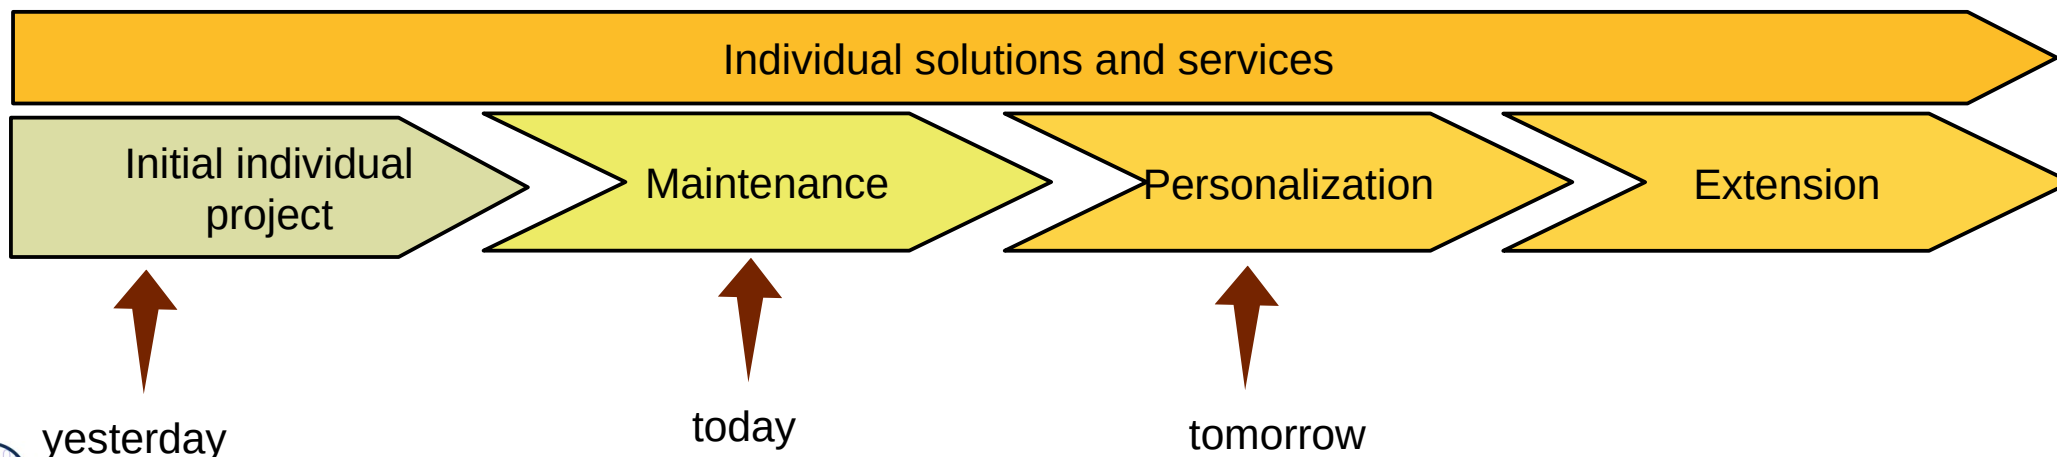 Individual solutions and services
Initial individual
project
Maintenance
Personalization
Extension
yesterday
today
tomorrow